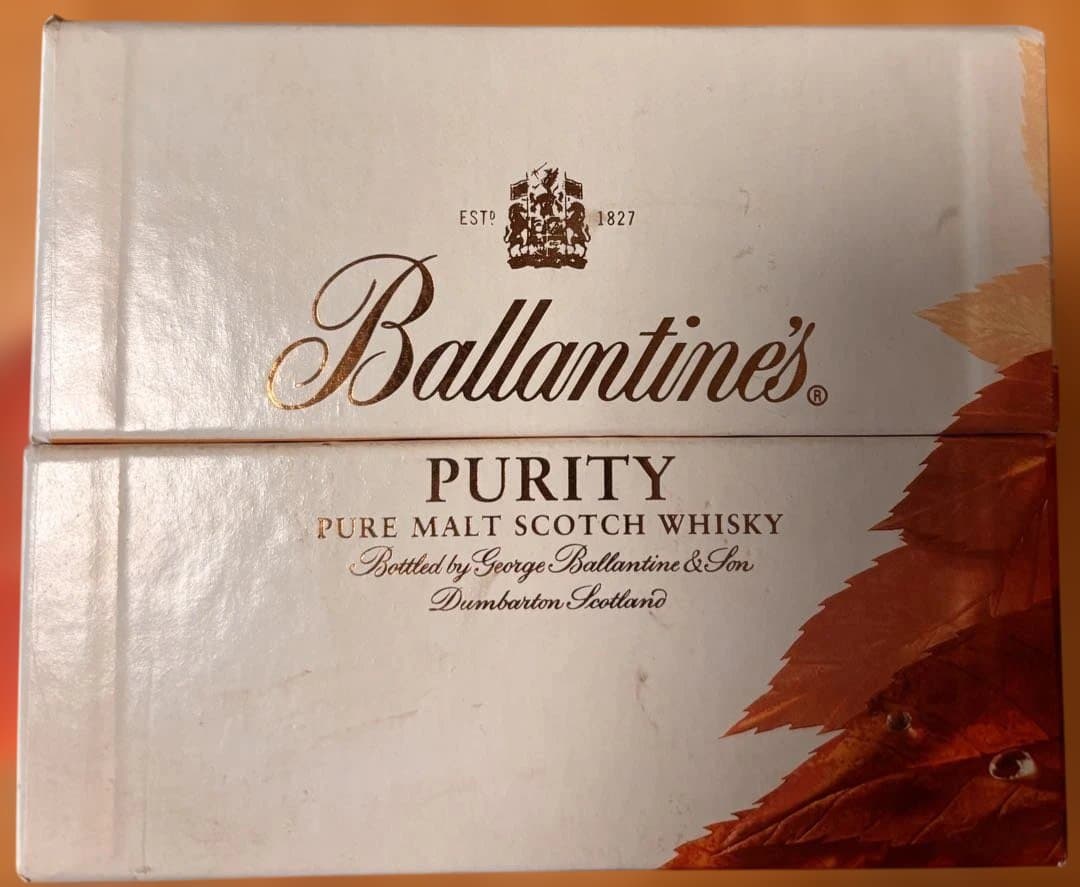 ESTD 1827
Ballantine's®
PURITY
PURE MALT SCOTCH WHISKY
Bottled by George Ballantine & Son
Dumbarton Scotland